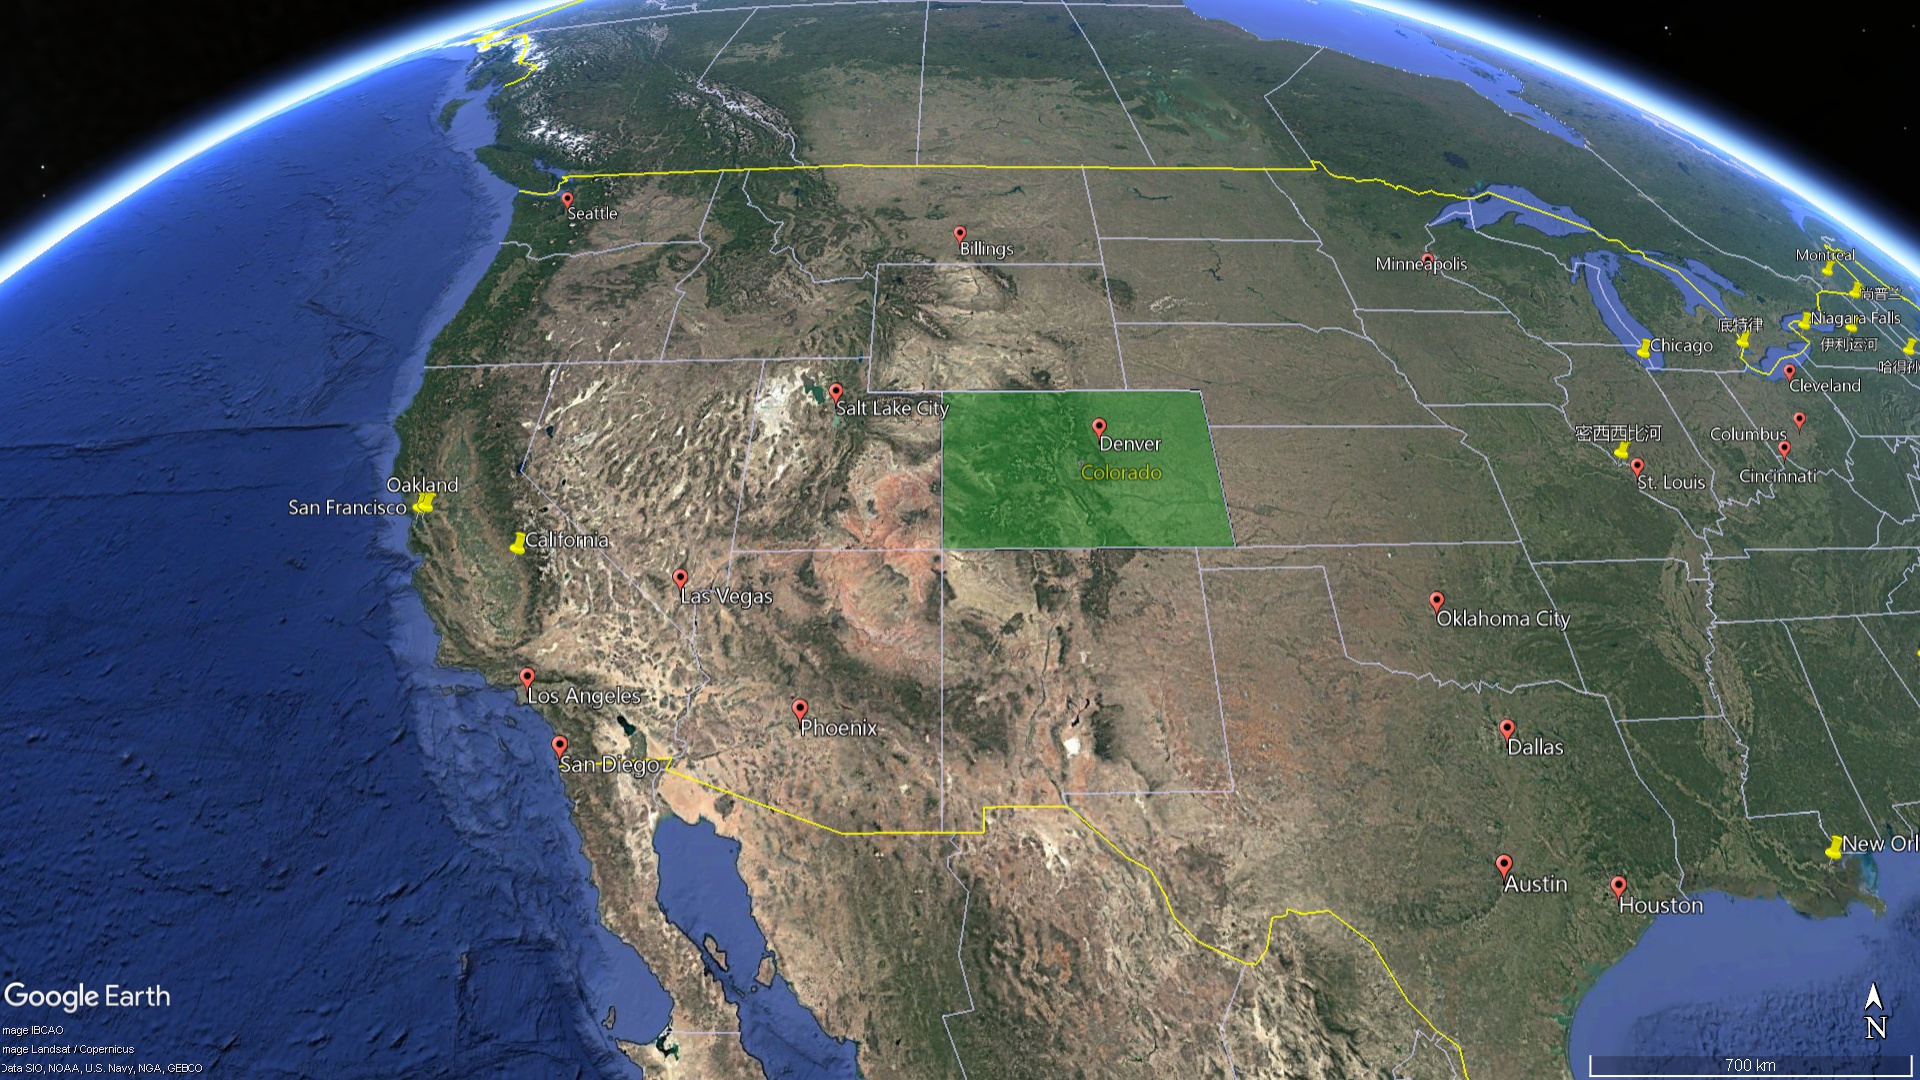 Seattle
Billings
Minneapolis
Montreal
尚普兰
Niagara Falls
底特律
伊利运河
Chicago
哈得孙
Cleveland
Salt Lake City
Denver
Colorado
密西西比河
Columbus
Cincinnati
St. Louis
Oakland
San Francisco
California
Las Vegas
Oklahoma City
Los Angeles
Phoenix
Dallas
San Diego
New Orl
Austin
Houston
Google Earth
mage IBCAO
mage Landsat / Copernicus
Data SIO, NOAA, U.S. Navy, NGA, GEBCO
N
700 km